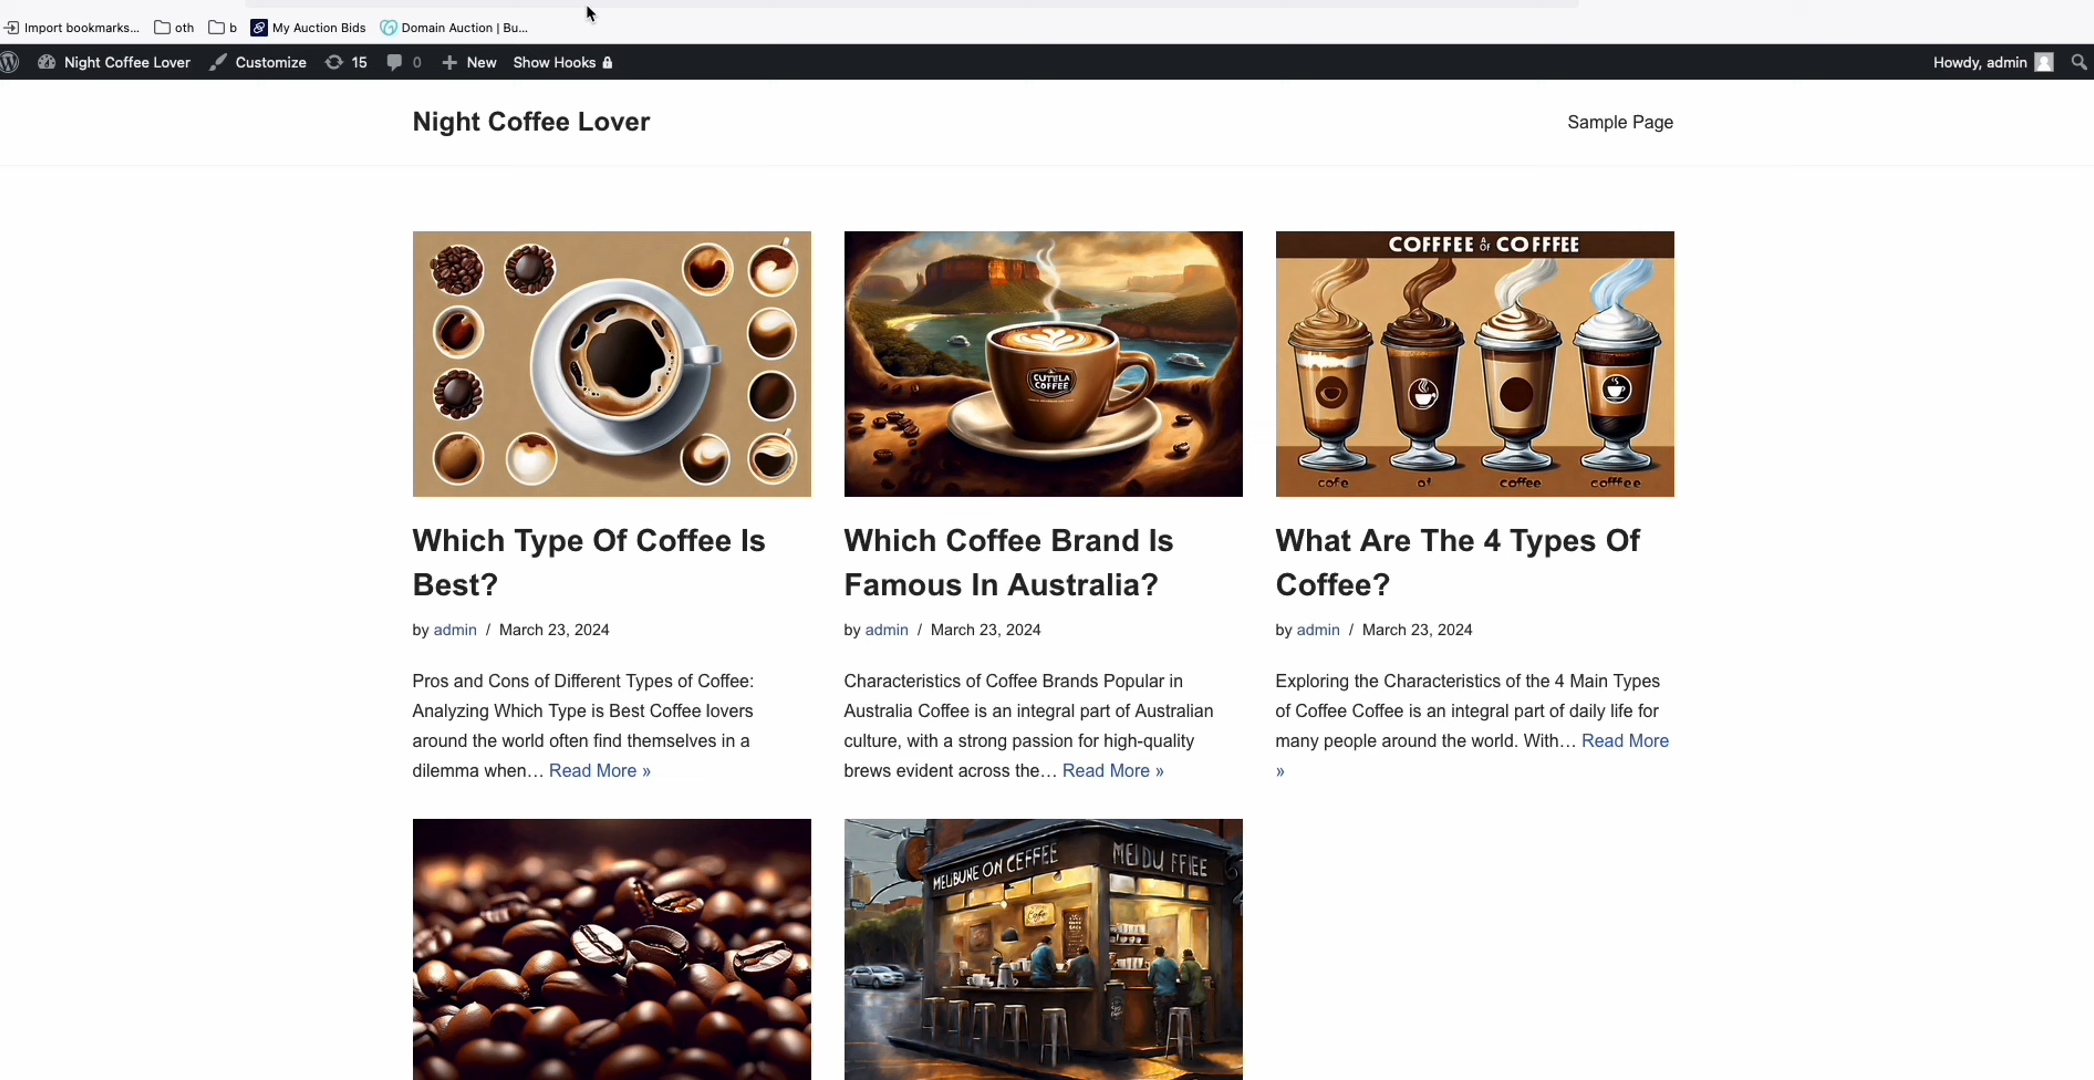 Import bookmarks... oth b My Auction Bids Domain Auction | Bu...
Night Coffee Lover Customize 15 0 New Show Hooks Howdy, admin
Night Coffee Lover
Sample Page
COFFFEE & OF COFFFEE
CUTTELA
COFFEE
cofe of coffee cofffee
Which Type Of Coffee Is
Best?
by admin / March 23, 2024
Pros and Cons of Different Types of Coffee:
Analyzing Which Type is Best Coffee lovers
around the world often find themselves in a
dilemma when… Read More »
Which Coffee Brand Is
Famous In Australia?
by admin / March 23, 2024
Characteristics of Coffee Brands Popular in
Australia Coffee is an integral part of Australian
culture, with a strong passion for high-quality
brews evident across the… Read More »
What Are The 4 Types Of
Coffee?
by admin / March 23, 2024
Exploring the Characteristics of the 4 Main Types
of Coffee Coffee is an integral part of daily life for
many people around the world. With… Read More
»
MELIBUNE ON CEFFEE
MEIDU FFIEE
Cafe